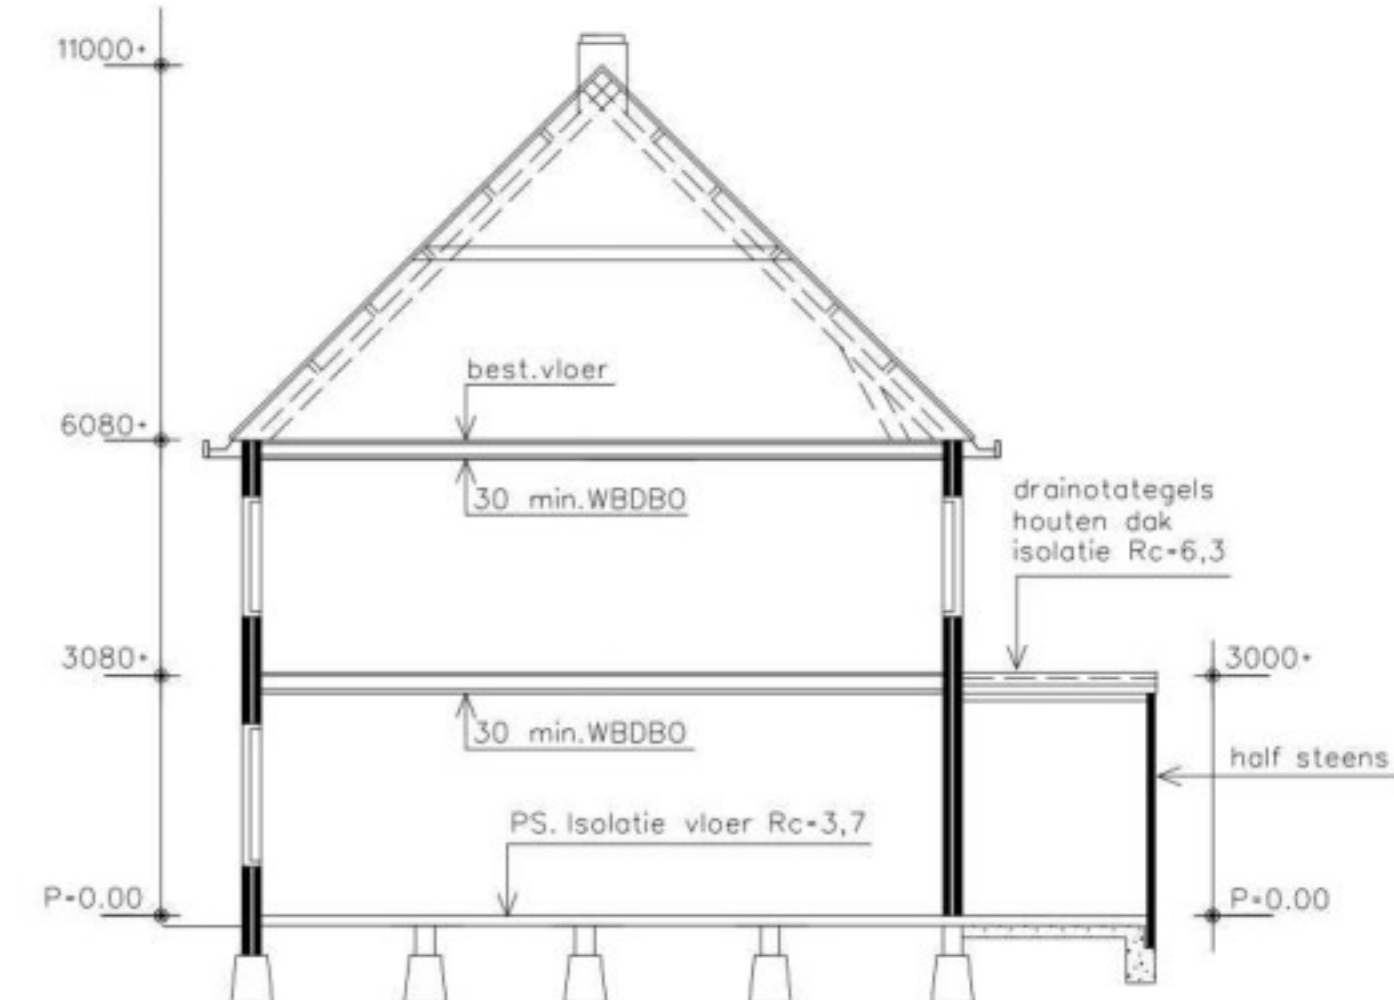 11000+
6080+
best.vloer
30 min.WBDBO
drainotategels
houten dak
isolatie Rc=6,3
3080+
3000+
30 min.WBDBO
half steens
PS. Isolatie vloer Rc=3,7
P=0.00
P=0.00